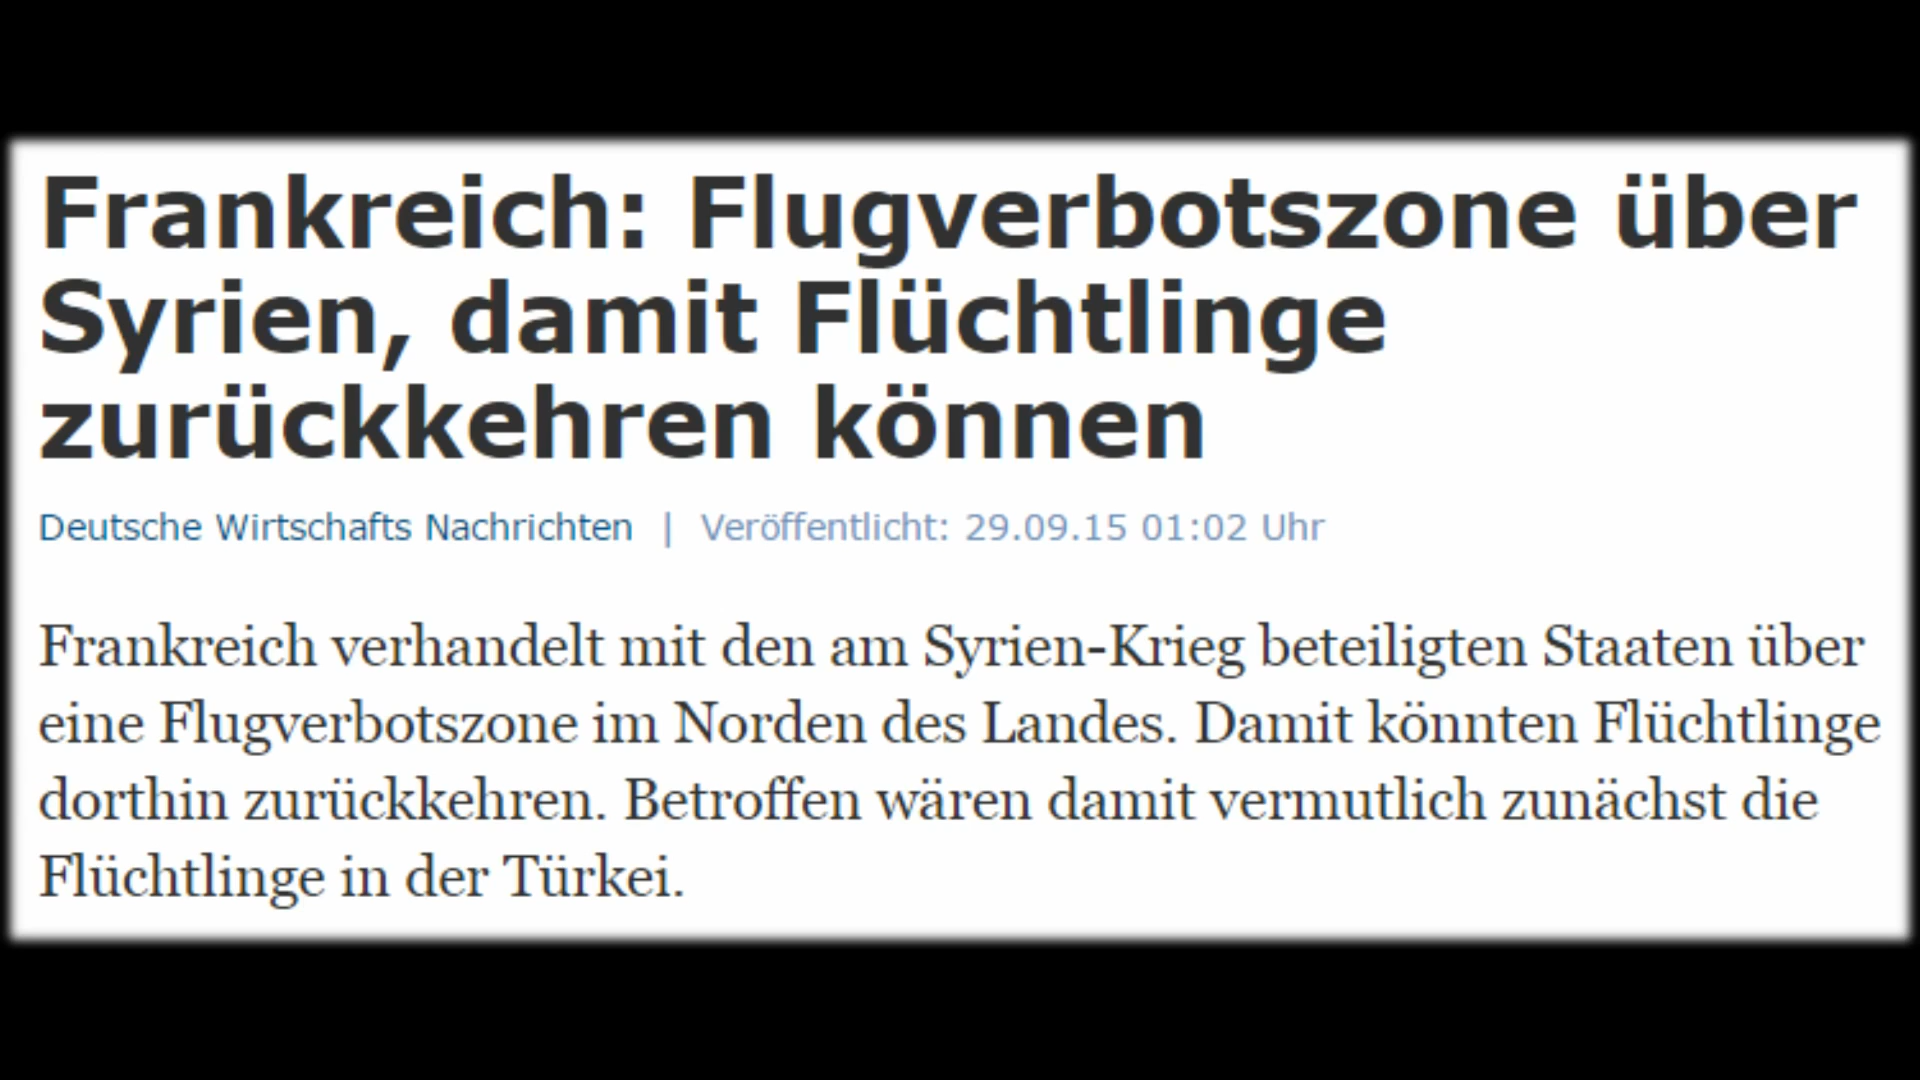 Frankreich: Flugverbotszone über
Syrien, damit Flüchtlinge
zurückkehren können
Deutsche Wirtschafts Nachrichten | Veröffentlicht: 29.09.15 01:02 Uhr
Frankreich verhandelt mit den am Syrien-Krieg beteiligten Staaten über
eine Flugverbotszone im Norden des Landes. Damit könnten Flüchtlinge
dorthin zurückkehren. Betroffen wären damit vermutlich zunächst die
Flüchtlinge in der Türkei.